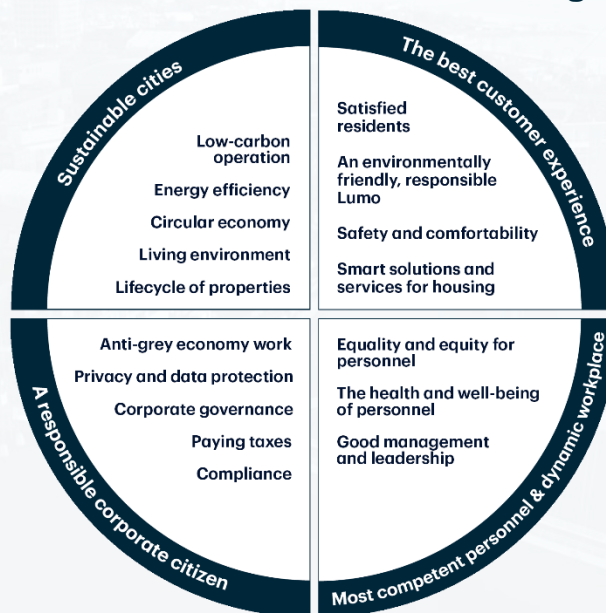 Sustainable cities
Low-carbon
operation
Energy efficiency
Circular economy
Living environment
Lifecycle of properties
The best customer experience
Satisfied
residents
An environmentally
friendly, responsible
Lumo
Safety and comfortability
Smart solutions and
services for housing
A responsible corporate citizen
Anti-grey economy work
Privacy and data protection
Corporate governance
Paying taxes
Compliance
Most competent personnel & dynamic workplace
Equality and equity for
personnel
The health and well-being
of personnel
Good management
and leadership